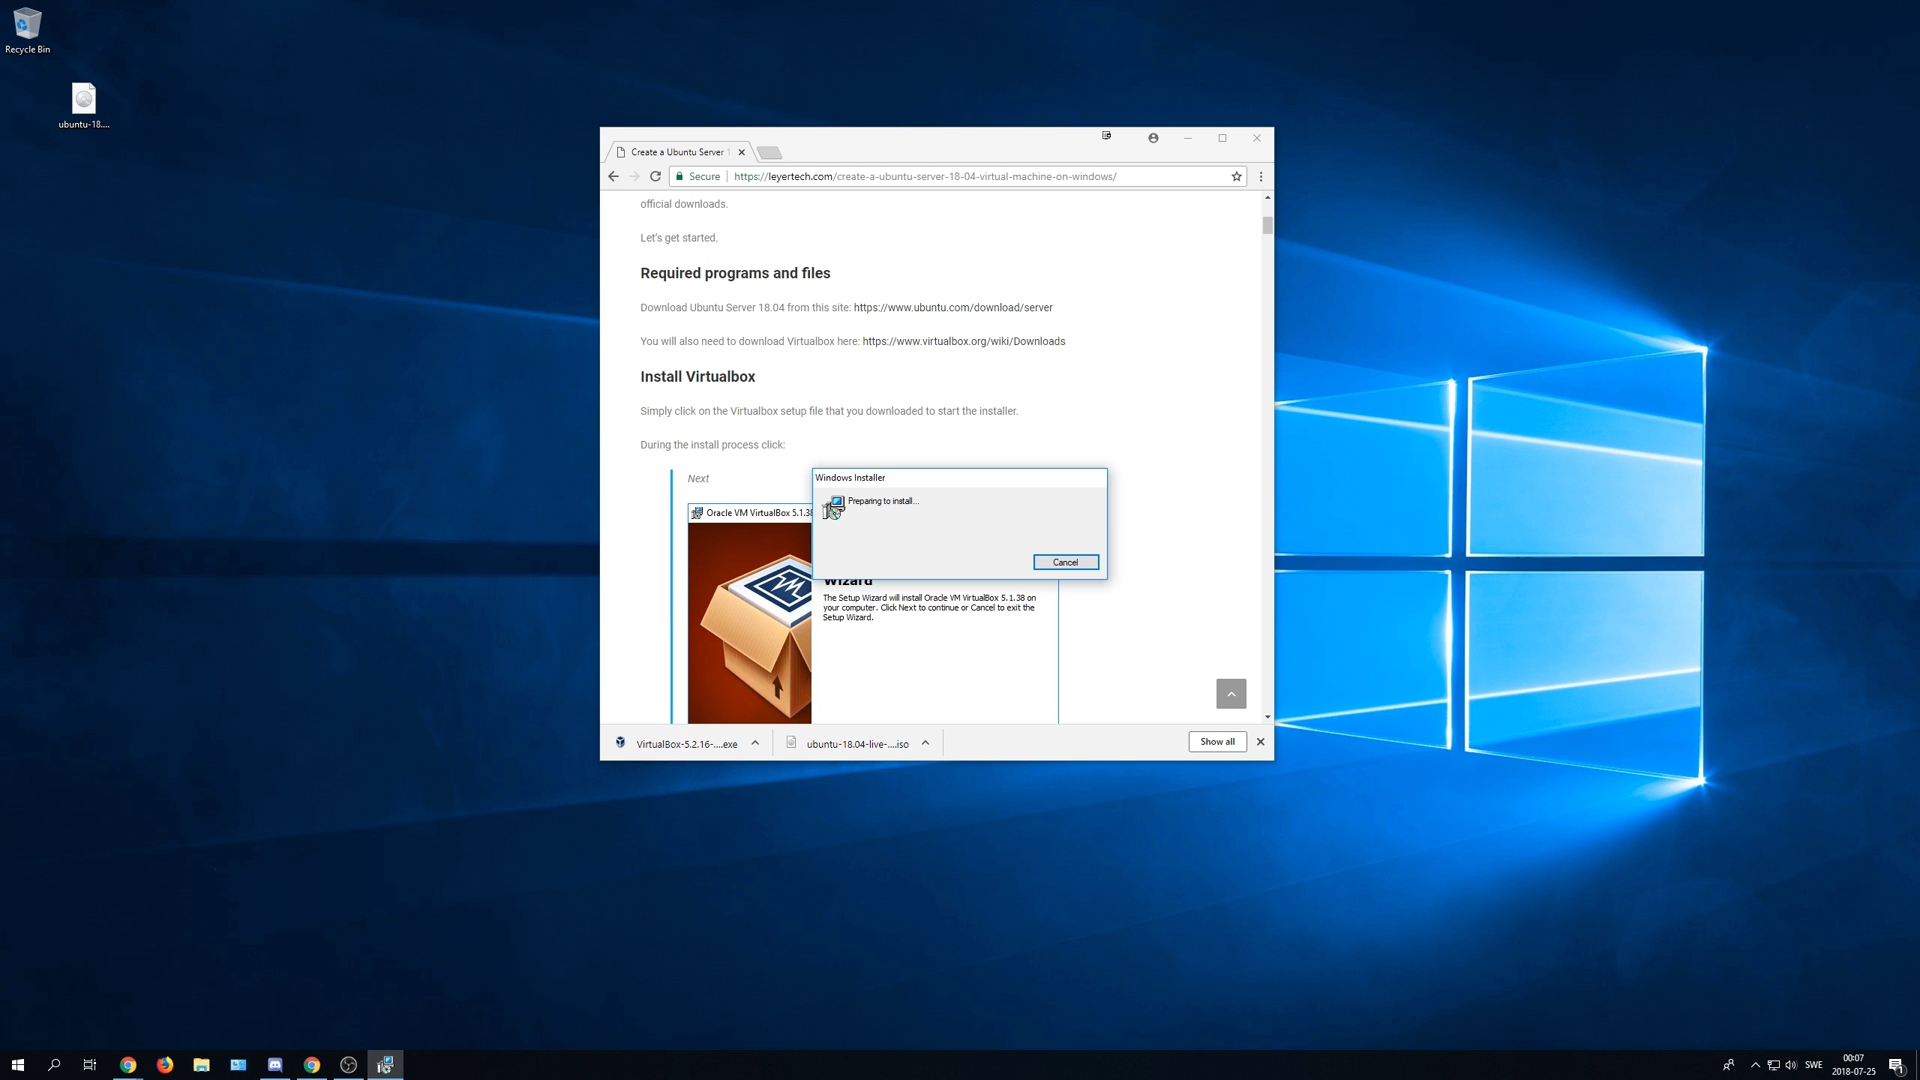 Recycle Bin
ubuntu-18....
Create a Ubuntu Server 1
Secure
https://leyertech.com/create-a-ubuntu-server-18-04-virtual-machine-on-windows/
official downloads.
Let's get started.
Required programs and files
Download Ubuntu Server 18.04 from this site: https://www.ubuntu.com/download/server
You will also need to download Virtualbox here: https://www.virtualbox.org/wiki/Downloads
Install Virtualbox
Simply click on the Virtualbox setup file that you downloaded to start the installer.
During the install process click:
Next
Windows Installer
Preparing to install...
Cancel
Oracle VM VirtualBox 5.1.38
Wizard
The Setup Wizard will install Oracle VM VirtualBox 5.1.38 on
your computer. Click Next to continue or Cancel to exit the
Setup Wizard.
VirtualBox-5.2.16-....exe
ubuntu-18.04-live-....iso
Show all
SWE
00:07
2018-07-25
1